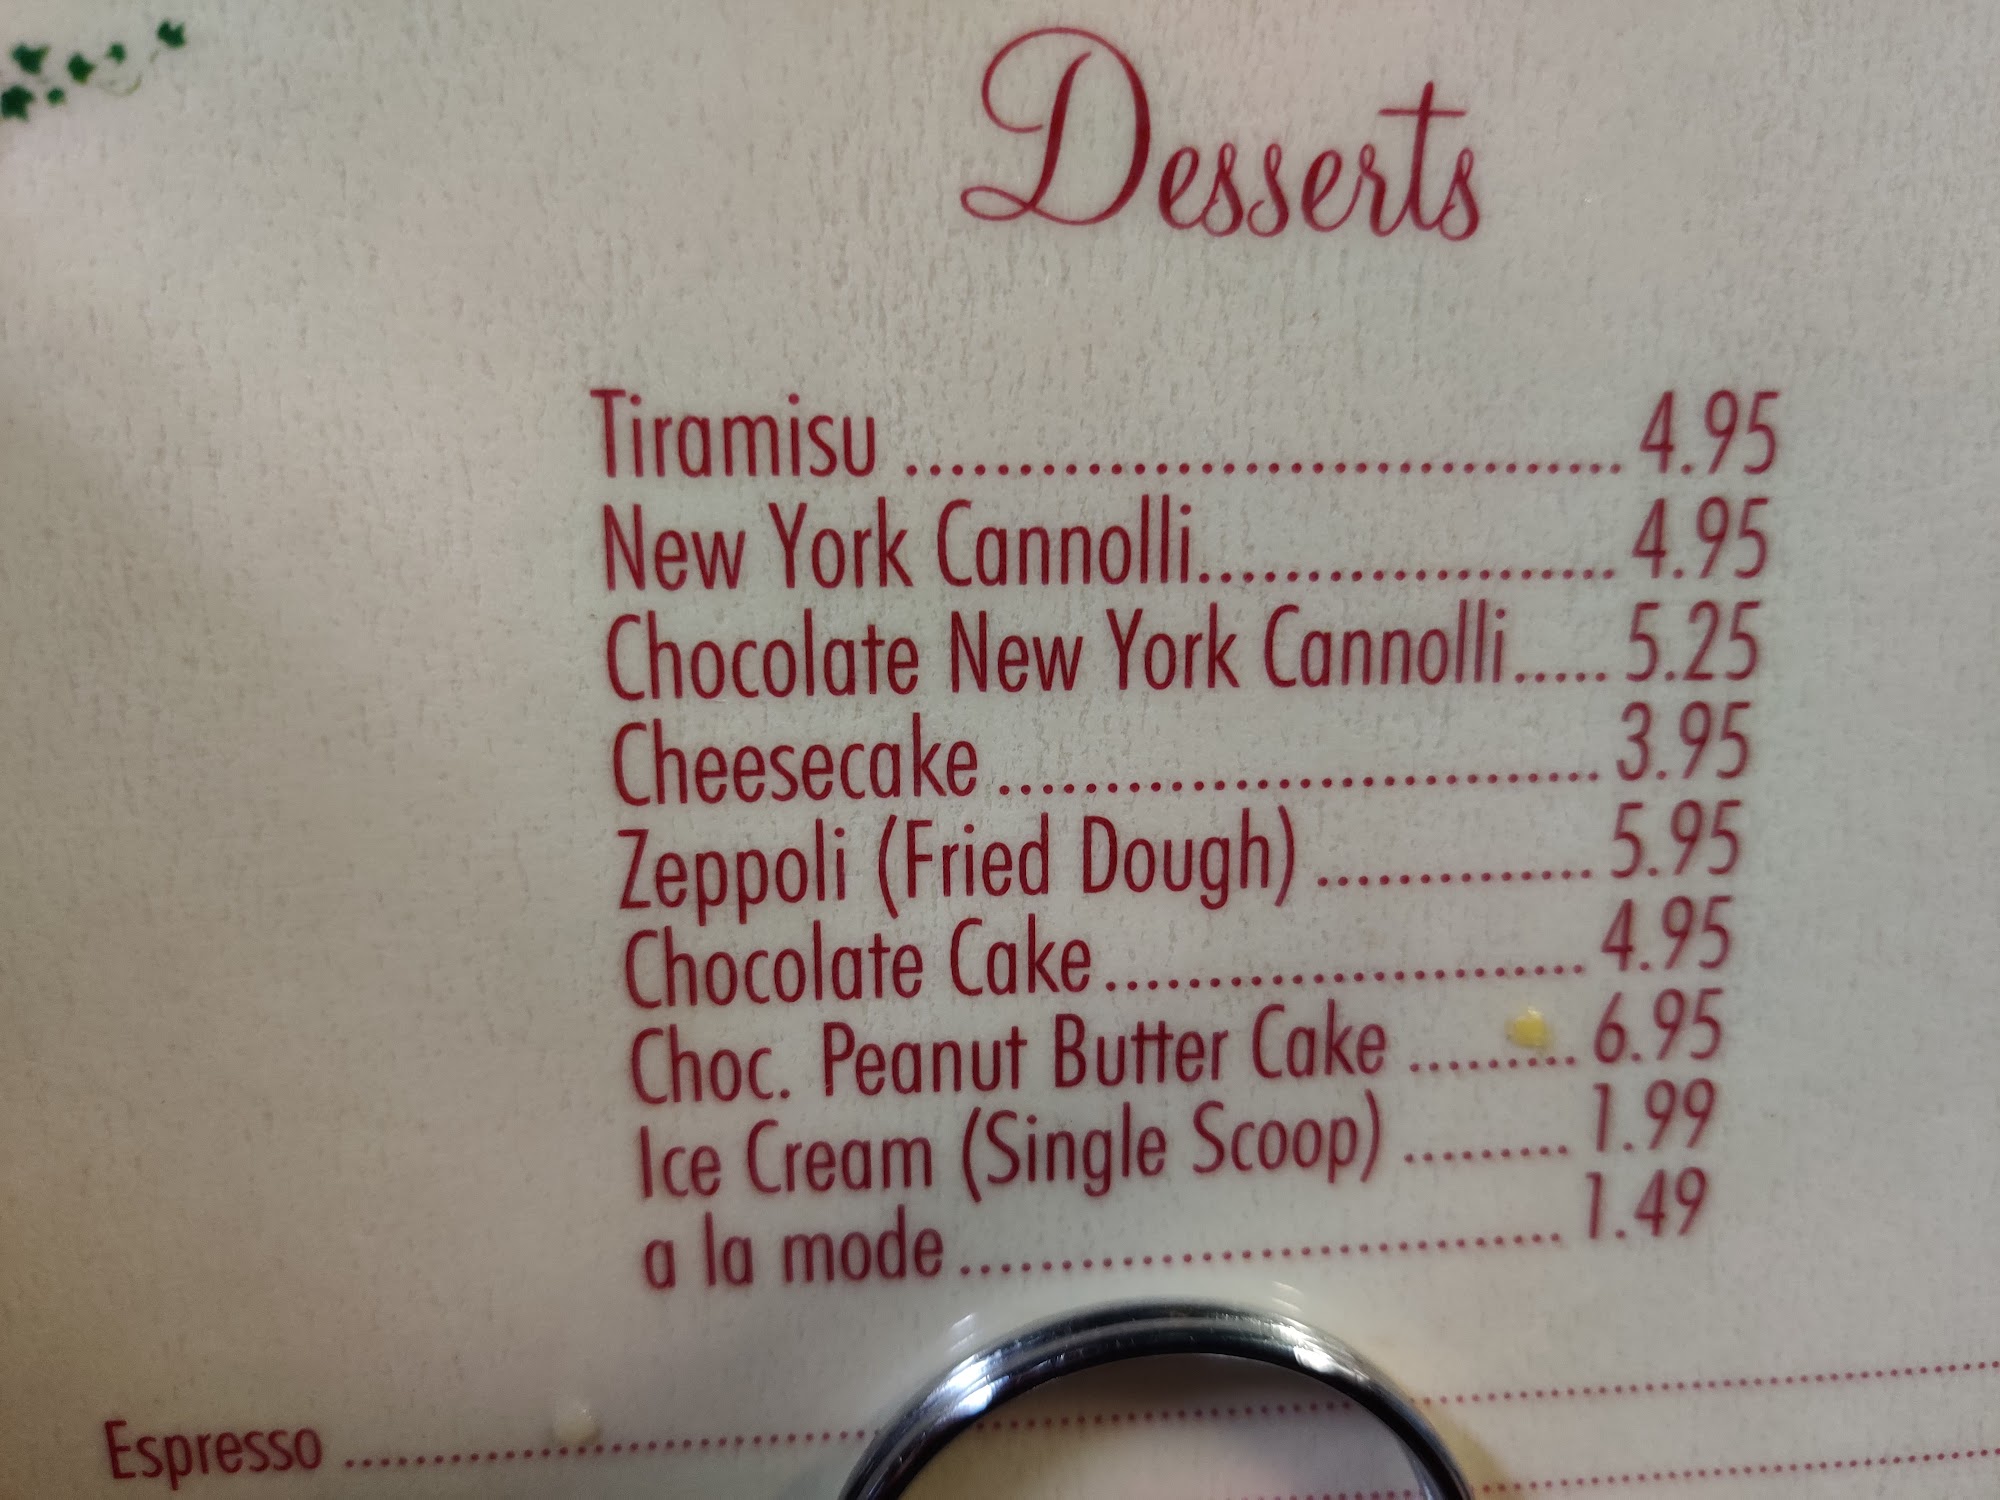 Desserts
Tiramisu ................................ 4.95
New York Cannolli................... 4.95
Chocolate New York Cannolli..... 5.25
Cheesecake ........................... 3.95
Zeppoli (Fried Dough) .............. 5.95
Chocolate Cake....................... 4.95
Choc. Peanut Butter Cake ......... 6.95
Ice Cream (Single Scoop) ......... 1.99
a la mode.............................. 1.49
Espresso ..............................